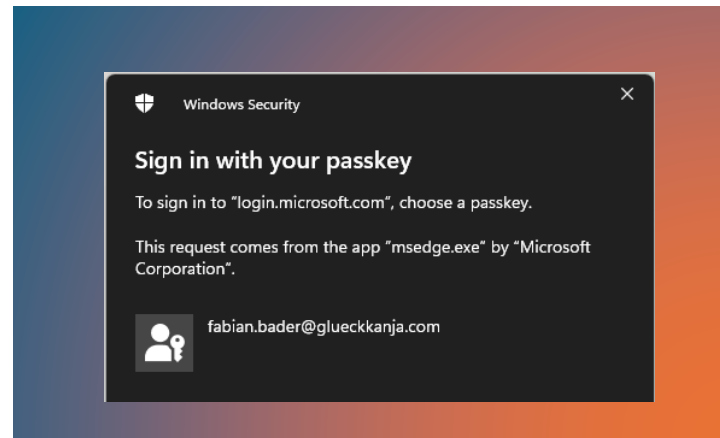 Windows Security
Sign in with your passkey
To sign in to "login.microsoft.com", choose a passkey.
This request comes from the app "msedge.exe" by "Microsoft
Corporation".
fabian.bader@glueckkanja.com